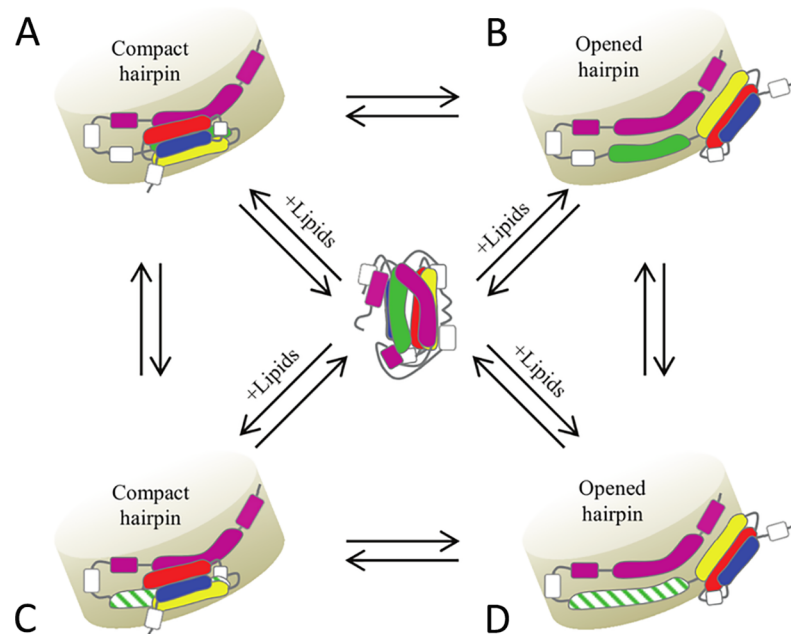 A
Compact
hairpin
B
Opened
hairpin
+Lipids
+Lipids
+Lipids
+Lipids
Compact
hairpin
C
Opened
hairpin
D